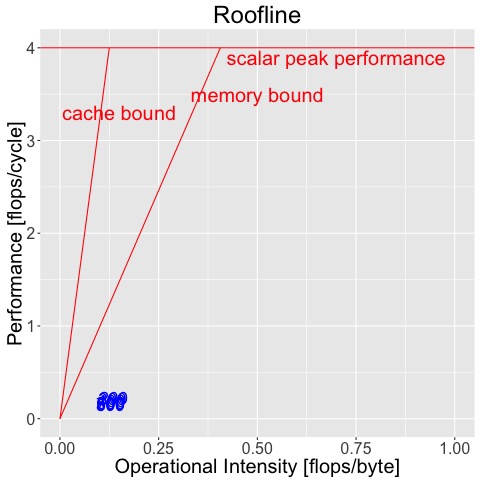 Roofline
Performance [flops/cycle]
4
3
2
1
0
scalar peak performance
memory bound
cache bound
0.00 0.25 0.50 0.75 1.00
Operational Intensity [flops/byte]